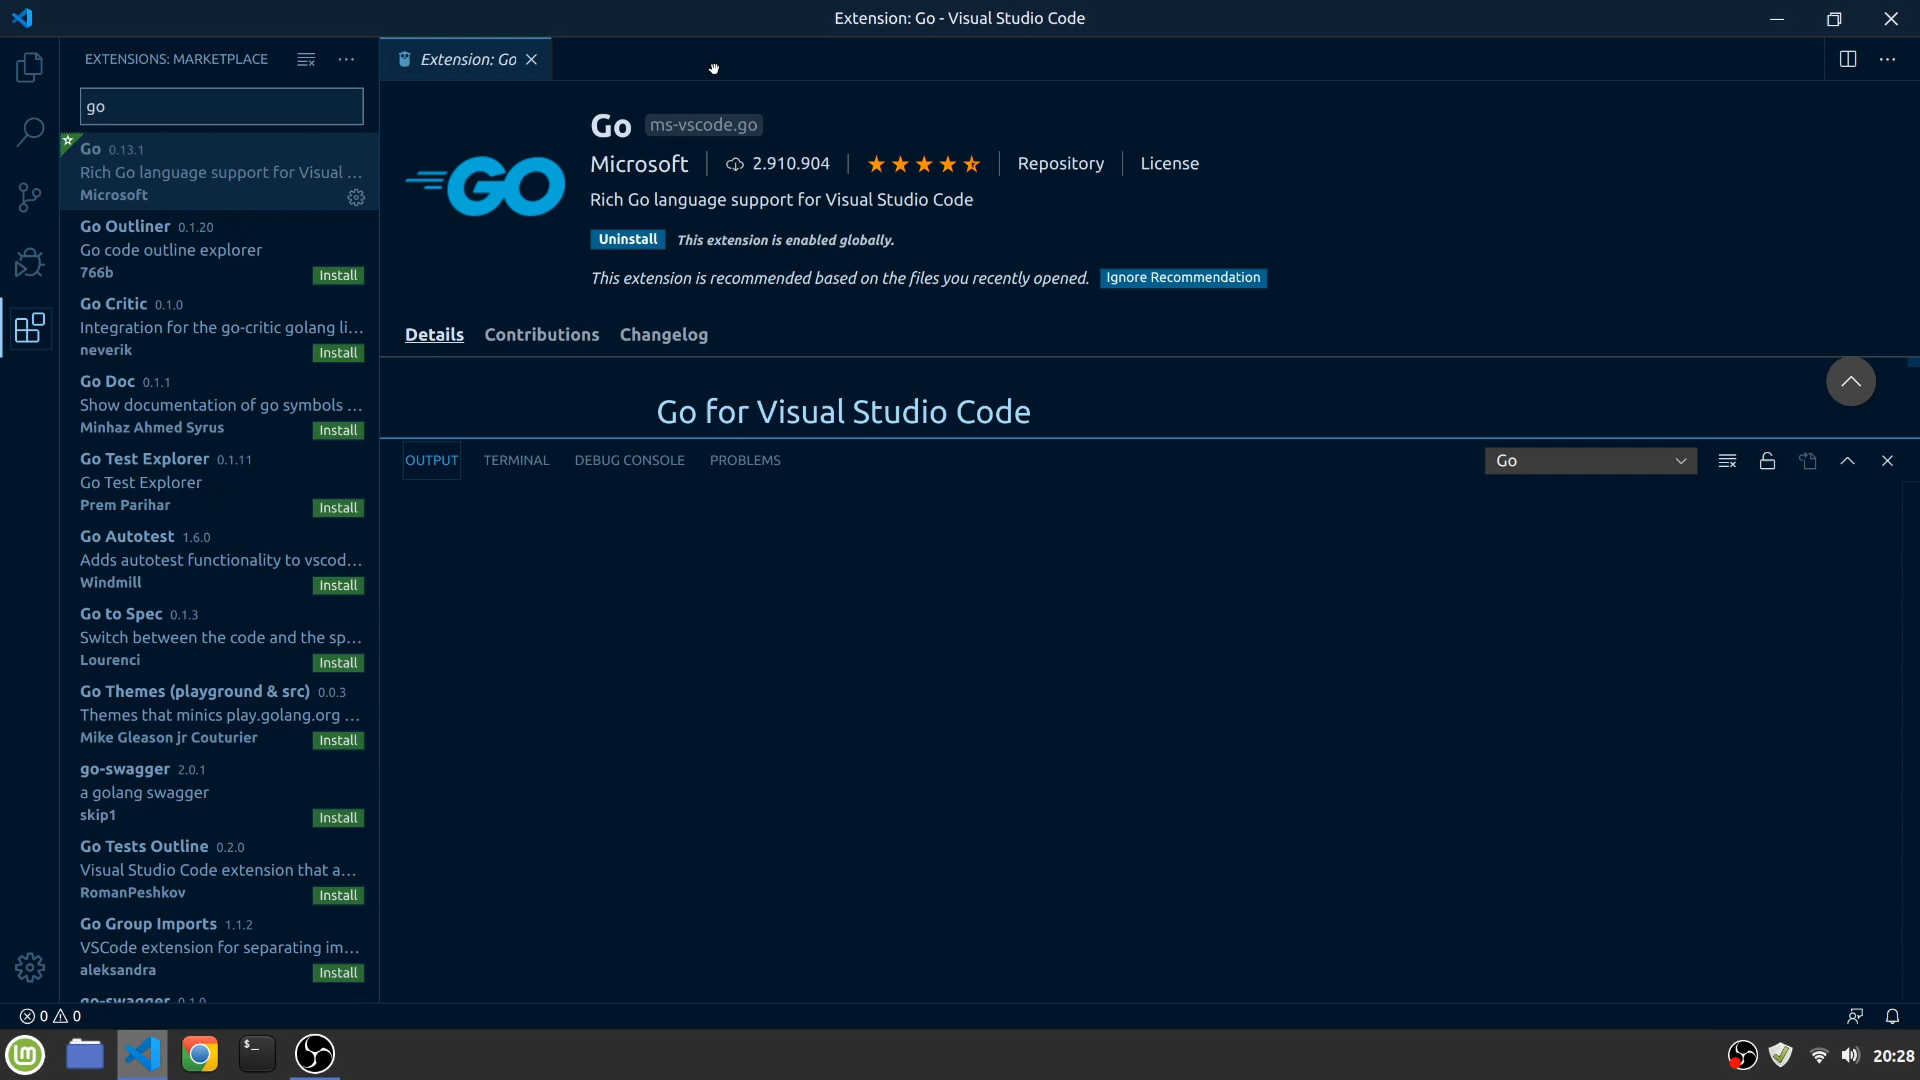 Extension: Go - Visual Studio Code
EXTENSIONS: MARKETPLACE
go
Go 0.13.1
Rich Go language support for Visual ...
Microsoft
Go Outliner 0.1.20
Go code outline explorer
766b
Install
Go Critic 0.1.0
Integration for the go-critic golang li...
neverik
Install
Go Doc 0.1.1
Show documentation of go symbols ...
Minhaz Ahmed Syrus
Install
Go Test Explorer 0.1.11
Go Test Explorer
Prem Parihar
Install
Go Autotest 1.6.0
Adds autotest functionality to vscod...
Windmill
Install
Go to Spec 0.1.3
Switch between the code and the sp...
Lourenci
Install
Go Themes (playground & src) 0.0.3
Themes that minics play.golang.org ...
Mike Gleason jr Couturier
Install
go-swagger 2.0.1
a golang swagger
skip1
Install
Go Tests Outline 0.2.0
Visual Studio Code extension that a...
RomanPeshkov
Install
Go Group Imports 1.1.2
VSCode extension for separating im...
aleksandra
Install
go-swagger 0.1.0
Extension: Go
GO
Go ms-vscode.go
Microsoft 2.910.904 Repository License
Rich Go language support for Visual Studio Code
Uninstall This extension is enabled globally.
This extension is recommended based on the files you recently opened. Ignore Recommendation
Details Contributions Changelog
Go for Visual Studio Code
OUTPUT TERMINAL DEBUG CONSOLE PROBLEMS Go
0 0
$_
20:28